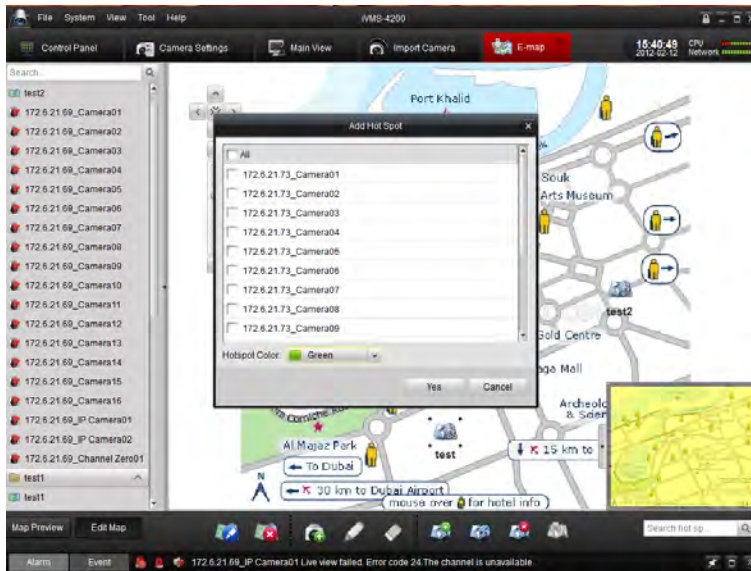 File System View Tool Help iVMS-4200
Control Panel Camera Settings Main View Import Camera E-map 15:40:49 2012-02-12 CPU Network
Search...
test2
172.6.21.69_Camera01
172.6.21.69_Camera02
172.6.21.69_Camera03
172.6.21.69_Camera04
172.6.21.69_Camera05
172.6.21.69_Camera06
172.6.21.69_Camera07
172.6.21.69_Camera08
172.6.21.69_Camera09
172.6.21.69_Camera10
172.6.21.69_Camera11
172.6.21.69_Camera12
172.6.21.69_Camera13
172.6.21.69_Camera14
172.6.21.69_Camera15
172.6.21.69_Camera16
172.6.21.69_IP Camera01
172.6.21.69_IP Camera02
172.6.21.69_Channel Zero01
test1
test1
Port Khalid
Add Hot Spot
All
172.6.21.73_Camera01
172.6.21.73_Camera02
172.6.21.73_Camera03
172.6.21.73_Camera04
172.6.21.73_Camera05
172.6.21.73_Camera06
172.6.21.73_Camera07
172.6.21.73_Camera08
172.6.21.73_Camera09
Hotspot Color: Green
Yes Cancel
Souk
Arts Museum
test2
Gold Centre
aga Mall
Archeolo
& Scien
Corniche
Al Majaz Park
test
15 km to
To Dubai
N
30 km to Dubai Airport
mouse over for hotel info
Map Preview Edit Map Search hot sp...
Alarm Event 172.6.21.69_IP Camera01 Live view failed. Error code 24.The channel is unavailable.